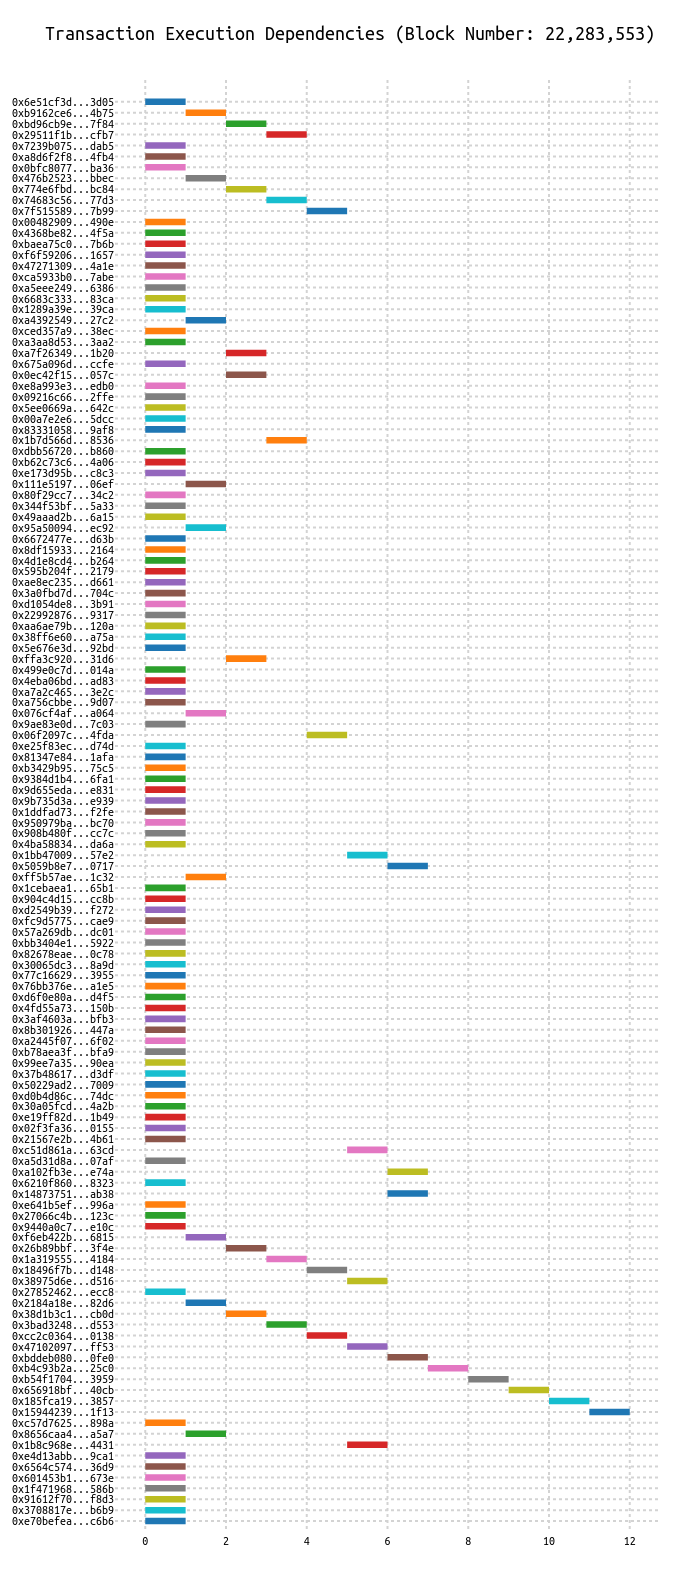 Transaction Execution Dependencies (Block Number: 22,283,553)
0x6e51cf3d...3d05
0xb9162ce6...4b75
0xbd96cb9e...7f84
0x29511f1b...cfb7
0x7239b075...dab5
0xa8d6f2f8...4fb4
0x0bfc8077...ba36
0x476b2523...bbec
0x774e6fbd...bc84
0x74683c56...77d3
0x7f515589...7b99
0x00482909...490e
0x4368be82...4f5a
0xbaea75c0...7b6b
0xf6f59206...1657
0x47271309...4a1e
0xca5933b0...7abe
0xa5eee249...6386
0x6683c333...83ca
0x1289a39e...39ca
0xa4392549...27c2
0xced357a9...38ec
0xa3aa8d53...3aa2
0xa7f26349...1b20
0x675a096d...ccfe
0x0ec42f15...057c
0xe8a993e3...edb0
0x09216c66...2ffe
0x5ee0669a...642c
0x00a7e2e6...5dcc
0x83331058...9af8
0x1b7d566d...8536
0xdbb56720...b860
0xb62c73c6...4a06
0xe173d95b...c8c3
0x111e5197...06ef
0x80f29cc7...34c2
0x344f53bf...5a33
0x49aaad2b...6a15
0x95a50094...ec92
0x6672477e...d63b
0x8df15933...2164
0x4d1e8cd4...b264
0x595b204f...2179
0xae8ec235...d661
0x3a0fbd7d...704c
0xd1054de8...3b91
0x22992876...9317
0xaa6ae79b...120a
0x38ff6e60...a75a
0x5e676e3d...92bd
0xffa3c920...31d6
0x499e0c7d...014a
0x4eba06bd...ad83
0xa7a2c465...3e2c
0xa756cbbe...9d07
0x076cf4af...a064
0x9ae83e0d...7c03
0x06f2097c...4fda
0xe25f83ec...d74d
0x81347e84...1afa
0xb3429b95...75c5
0x9384d1b4...6fa1
0x9d655eda...e831
0x9b735d3a...e939
0x1ddfad73...f2fe
0x950979ba...bc70
0x908b480f...cc7c
0x4ba58834...da6a
0x1bb47009...57e2
0x5059b8e7...0717
0xff5b57ae...1c32
0x1cebaea1...65b1
0x904c4d15...cc8b
0xd2549b39...f272
0xfc9d5775...cae9
0x57a269db...dc01
0xbb3404e1...5922
0x82678eae...0c78
0x30065dc3...8a9d
0x77c16629...3955
0x76bb376e...a1e5
0xd6f0e80a...d4f5
0x4fd55a73...150b
0x3af4603a...bfb3
0x8b301926...447a
0xa2445f07...6f02
0xb78aea3f...bfa9
0x99ee7a35...90ea
0x37b48617...d3df
0x50229ad2...7009
0xd0b4d86c...74dc
0x30a05fcd...4a2b
0xe19ff82d...1b49
0x02f3fa36...0155
0x21567e2b...4b61
0xc51d861a...63cd
0xa5d31d8a...07af
0xa102fb3e...e74a
0x6210f860...8323
0x14873751...ab38
0xe641b5ef...996a
0x27066c4b...123c
0x9440a0c7...e10c
0xf6eb422b...6815
0x26b89bbf...3f4e
0x1a319555...4184
0x18496f7b...d148
0x38975d6e...d516
0x27852462...ecc8
0x2184a18e...82d6
0x38d1b3c1...cb0d
0x3bad3248...d553
0xcc2c0364...0138
0x47102097...ff53
0xbddeb080...0fe0
0xb4c93b2a...25c0
0xb54f1704...3959
0x656918bf...40cb
0x185fca19...3857
0x15944239...1f13
0xc57d7625...898a
0x8656caa4...a5a7
0x1b8c968e...4431
0xe4d13abb...9ca1
0x6564c574...36d9
0x601453b1...673e
0x1f471968...586b
0x91612f70...f8d3
0x3708817e...b6b9
0xe70befea...c6b6
0 2 4 6 8 10 12